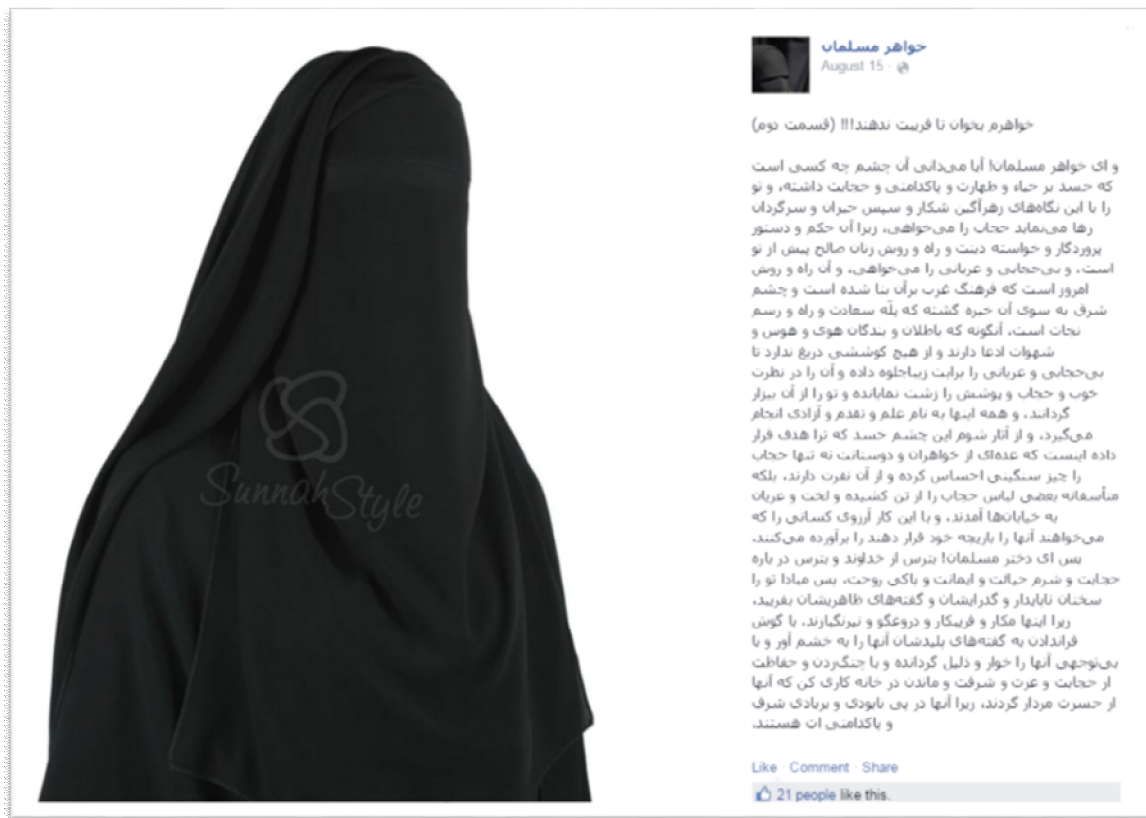 خواهر مسلمان
August 15 ·
خواهرم بخوان تا فریبت ندهند!!! (قسمت دوم)
و ای خواهر مسلمان! آیا می‌دانی آن چشم چه کسی است
که حسد بر حیاء و طهارت و پاکدامنی و حجابت داشته، و تو
را با این نگاه‌های زهرآگین شکار و سپس حیران و سرگردان
رها می‌نماید حجاب را می‌خواهی، زیرا آن حکم و دستور
پروردگار و خواسته دینت و راه و روش زنان صالح پیش از تو
است، و بی‌حجابی و عریانی را می‌خواهی، و آن راه و روش
امروز است که فرهنگ غرب برآن بنا شده است و چشم
شرق به سوی آن خیره گشته که پلّه سعادت و راه و رسم
نجات است، آنگونه که باطلان و بندگان هوی و هوس و
شهوات ادعا دارند و از هیچ کوششی دریغ ندارد تا
بی‌حجابی و عریانی را برایت زیباجلوه داده و آن را در نظرت
خوب و حجاب و پوشش را زشت نمایانده و تو را از آن بیزار
گردانند، و همه اینها به نام علم و تقدم و آزادی انجام
می‌گیرد، و از آثار شوم این چشم حسد که ترا هدف قرار
داده اینست که عده‌ای از خواهران و دوستانت نه تنها حجاب
را چیز سنگینی احساس کرده و از آن نفرت دارند، بلکه
متأسفانه بعضی لباس حجاب را از تن کشیده و لخت و عریان
به خیابان‌ها آمدند، و با این کار آرزوی کسانی را که
می‌خواهند آنها را بازیچه خود قرار دهند را برآورده می‌کنند.
پس ای دختر مسلمان! بترس از خداوند و بترس در باره
حجابت و شرم حیائت و ایمانت و پاکی روحت، پس مبادا تو را
سخنان ناپایدار و گذرایشان و گفته‌های ظاهریشان بفریبد،
زیرا اینها مکار و فریبکار و دروغگو و نیرنگبازند. با گوش
فراندادن به گفته‌های پلیدشان آنها را به خشم آور و با
بی‌توجهی آنها را خوار و ذلیل گردانده و با چنگ‌زدن و حفاظت
از حجابت و عزت و شرفت و ماندن در خانه کاری کن که آنها
از حسرت مردار گردند، زیرا آنها در پی نابودی و بربادی شرف
و پاکدامنی ات هستند.
Like · Comment · Share
21 people like this.
SunnahStyle